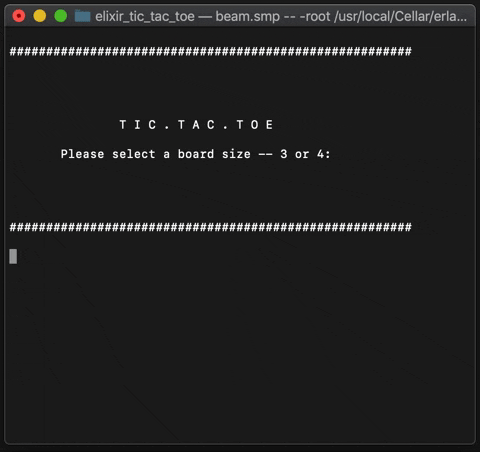 elixir_tic_tac_toe — beam.smp -- -root /usr/local/Cellar/erla...
#######################################################
T I C . T A C . T O E
Please select a board size -- 3 or 4:
#######################################################